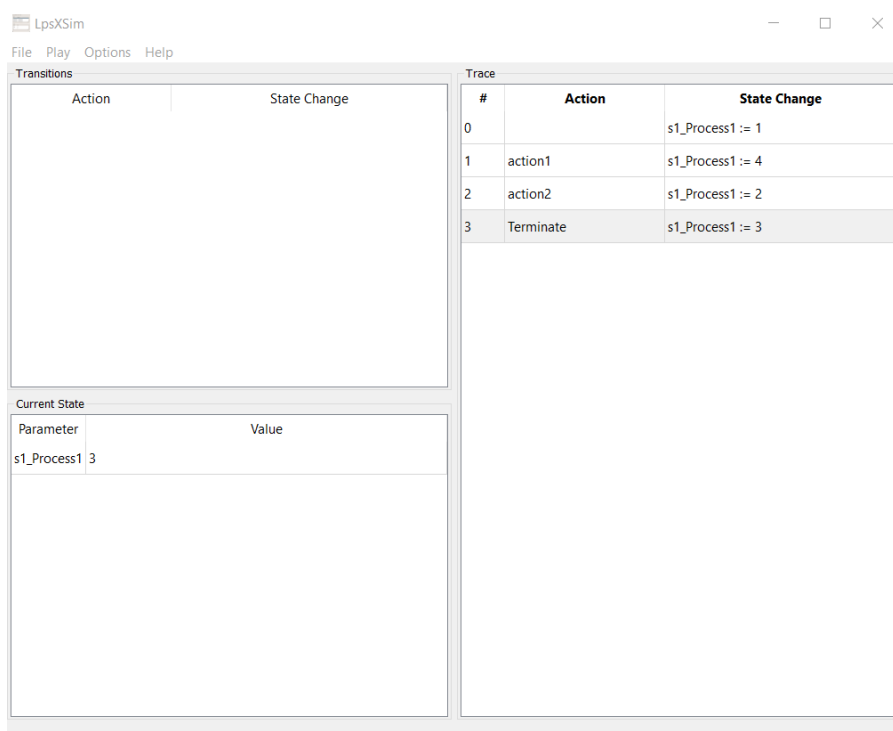 LpsXSim
File Play Options Help
Transitions
Action State Change
Current State
Parameter Value
s1_Process1 3
Trace
# Action State Change
0 s1_Process1 := 1
1 action1 s1_Process1 := 4
2 action2 s1_Process1 := 2
3 Terminate s1_Process1 := 3